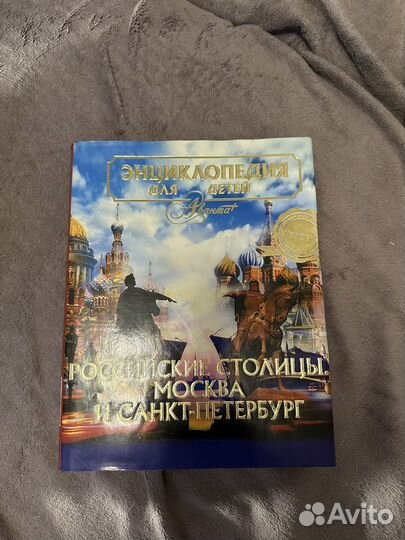 ЭНЦИКЛОПЕДИЯ
ДЛЯ ДЕТЕЙ
Аванта+
РОССИЙСКИЕ СТОЛИЦЫ
МОСКВА
И САНКТ-ПЕТЕРБУРГ
Avito